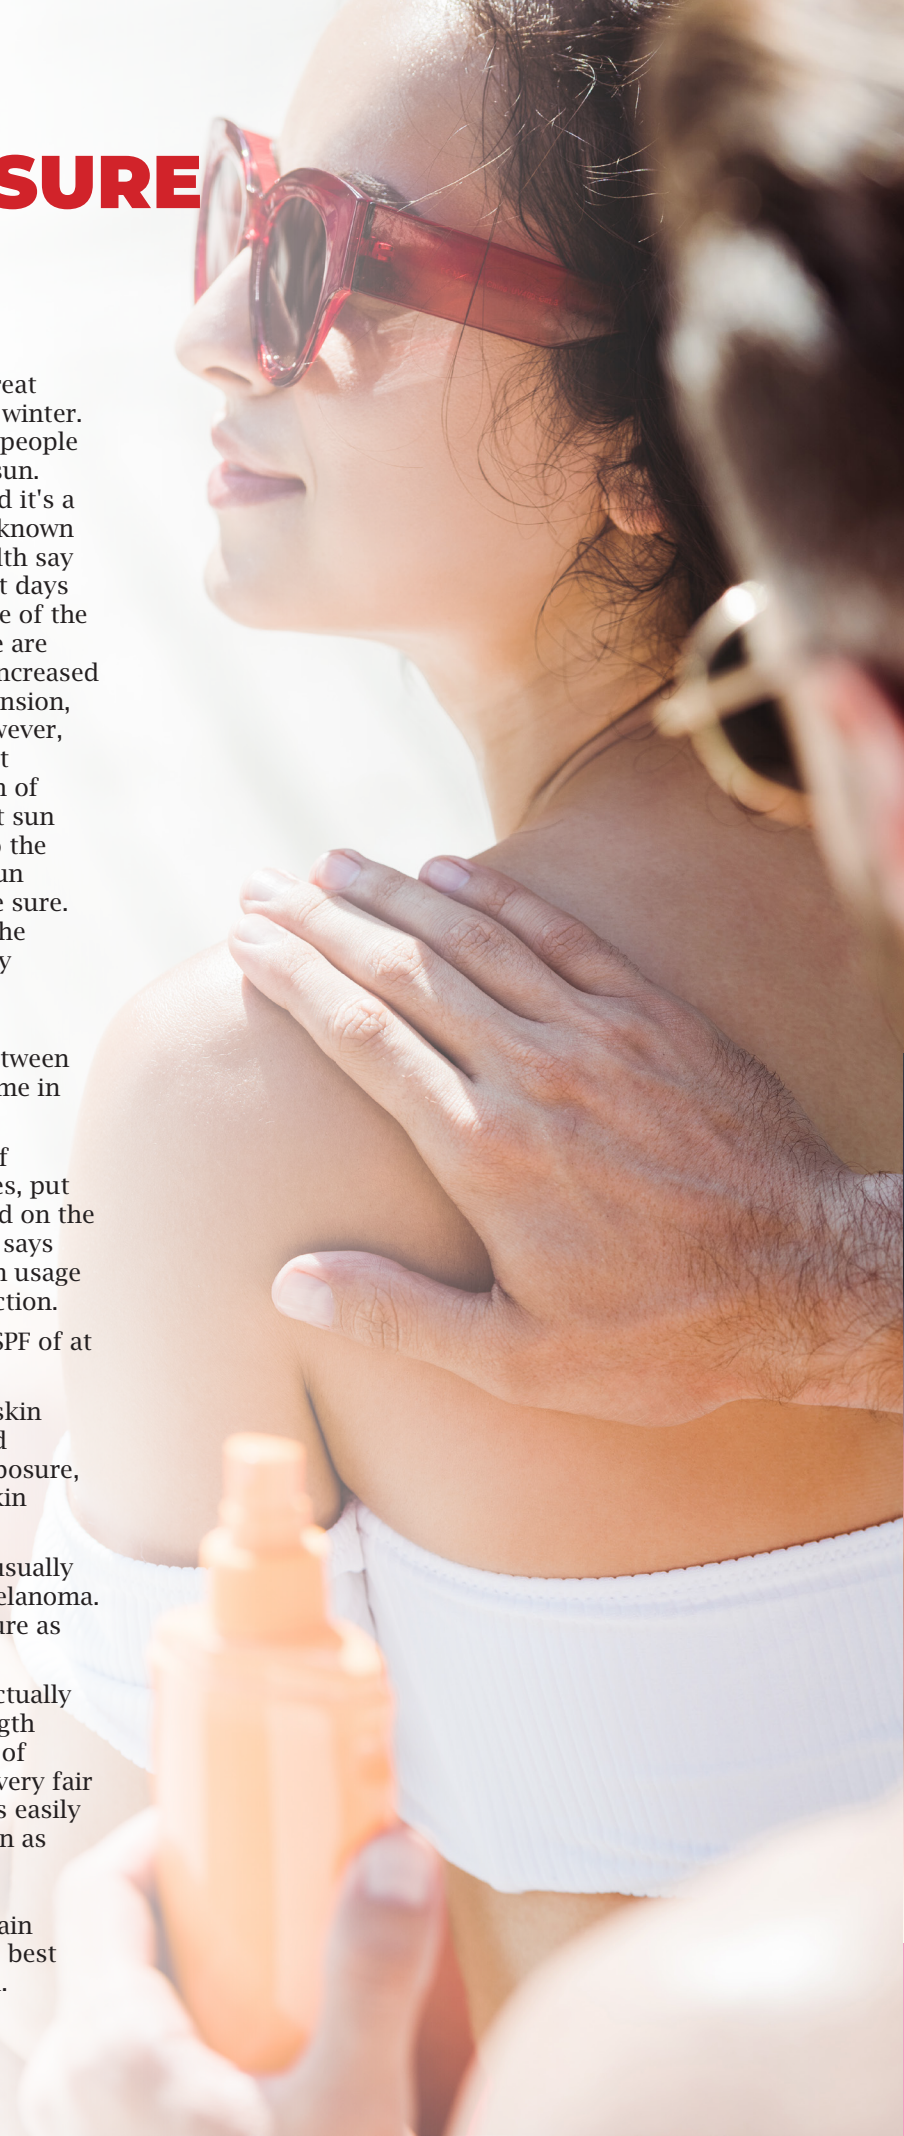 SURE
reat
winter.
people
sun.
d it's a
known
lth say
t days
e of the
e are
ncreased
nsion,
wever,
t
n of
t sun
o the
un
e sure.
he
y
tween
me in
f
es, put
d on the
says
n usage
ction.
SPF of at
skin
d
posure,
kin
usually
elanoma.
ure as
ctually
gth
of
very fair
s easily
n as
ain
best
.